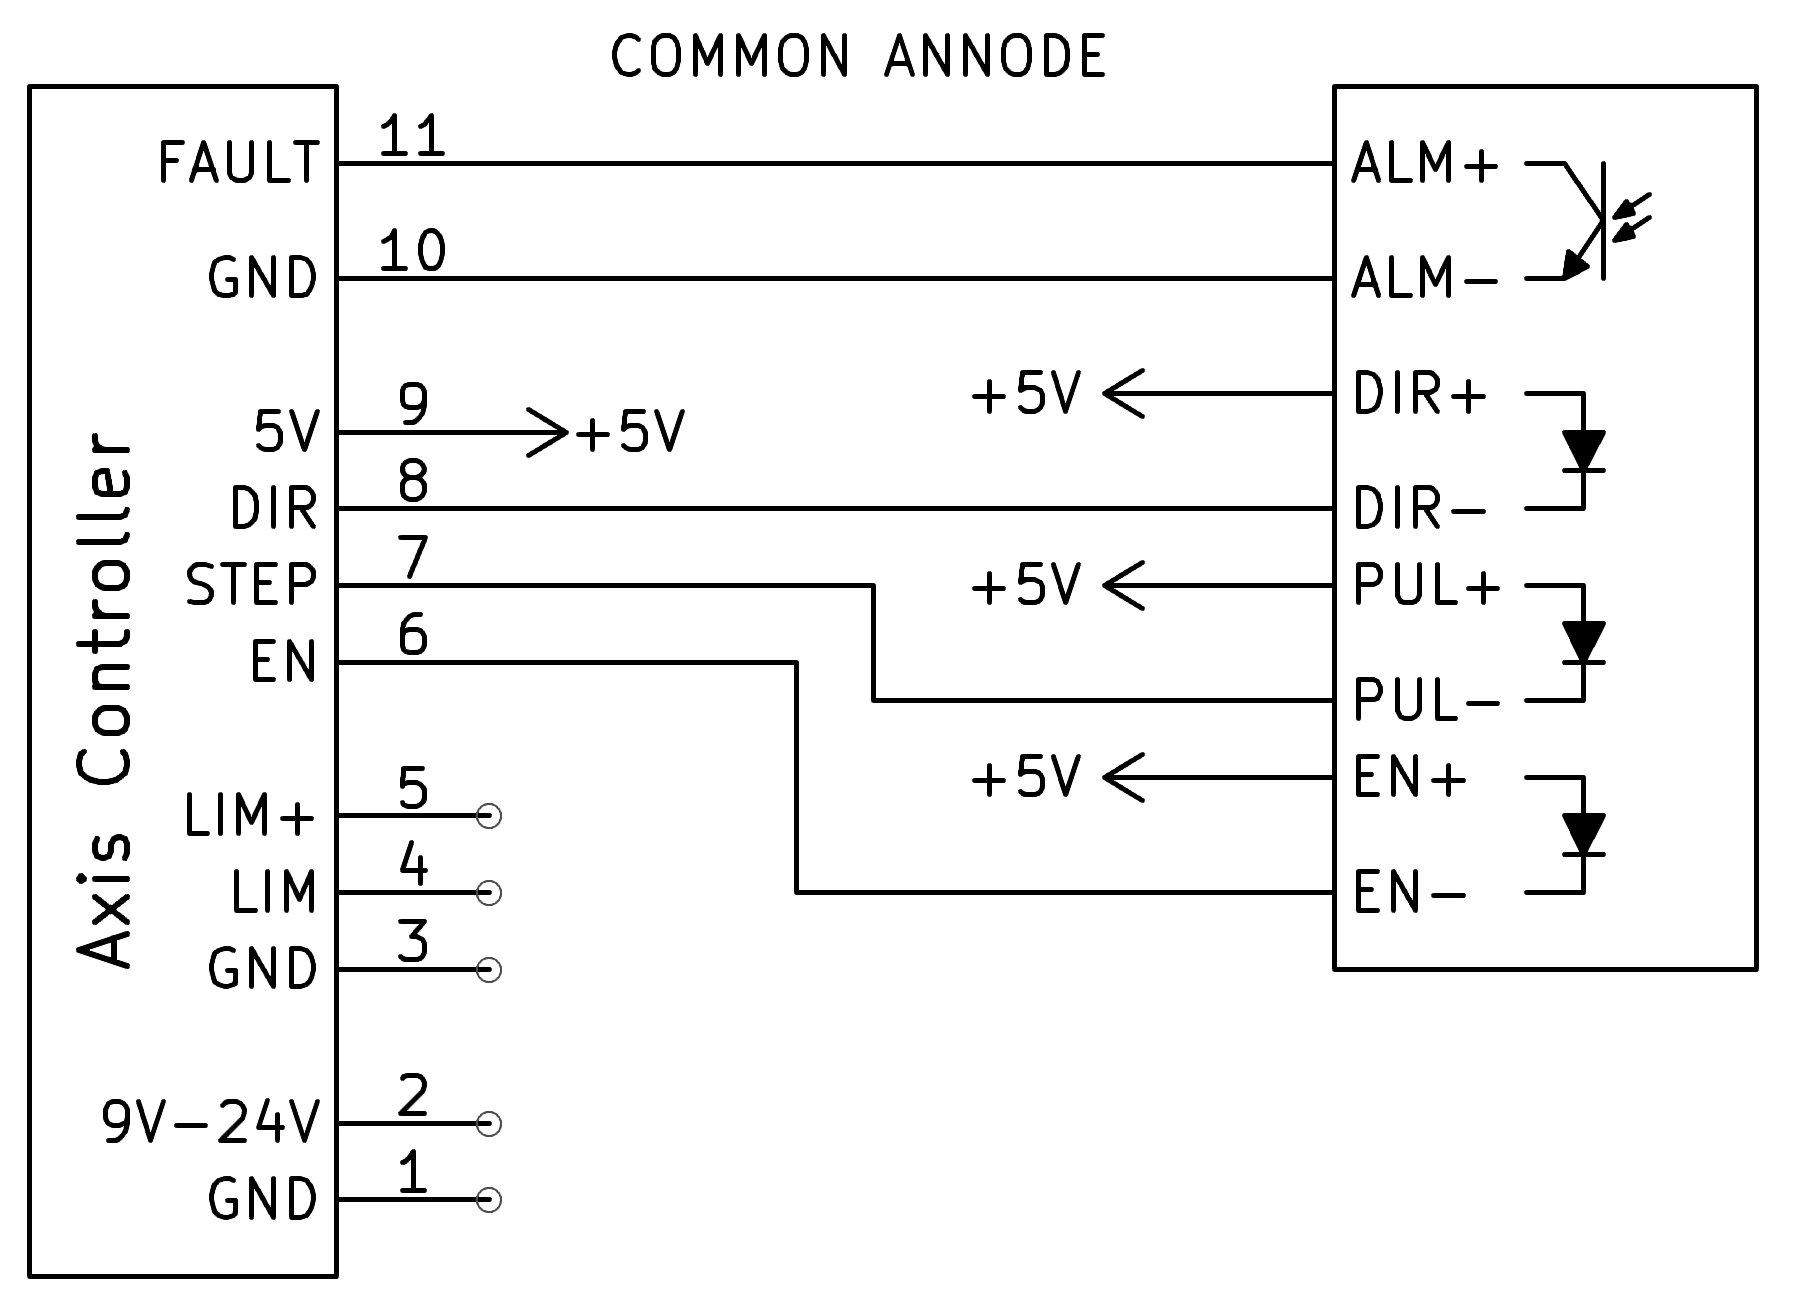 COMMON ANNODE
FAULT 11 ALM+
GND 10 ALM-
+5V DIR+
5V 9 +5V
DIR 8 DIR-
STEP 7 +5V PUL+
EN 6 PUL-
+5V EN+
LIM+ 5
LIM 4 EN-
GND 3
9V-24V 2
GND 1
Axis Controller